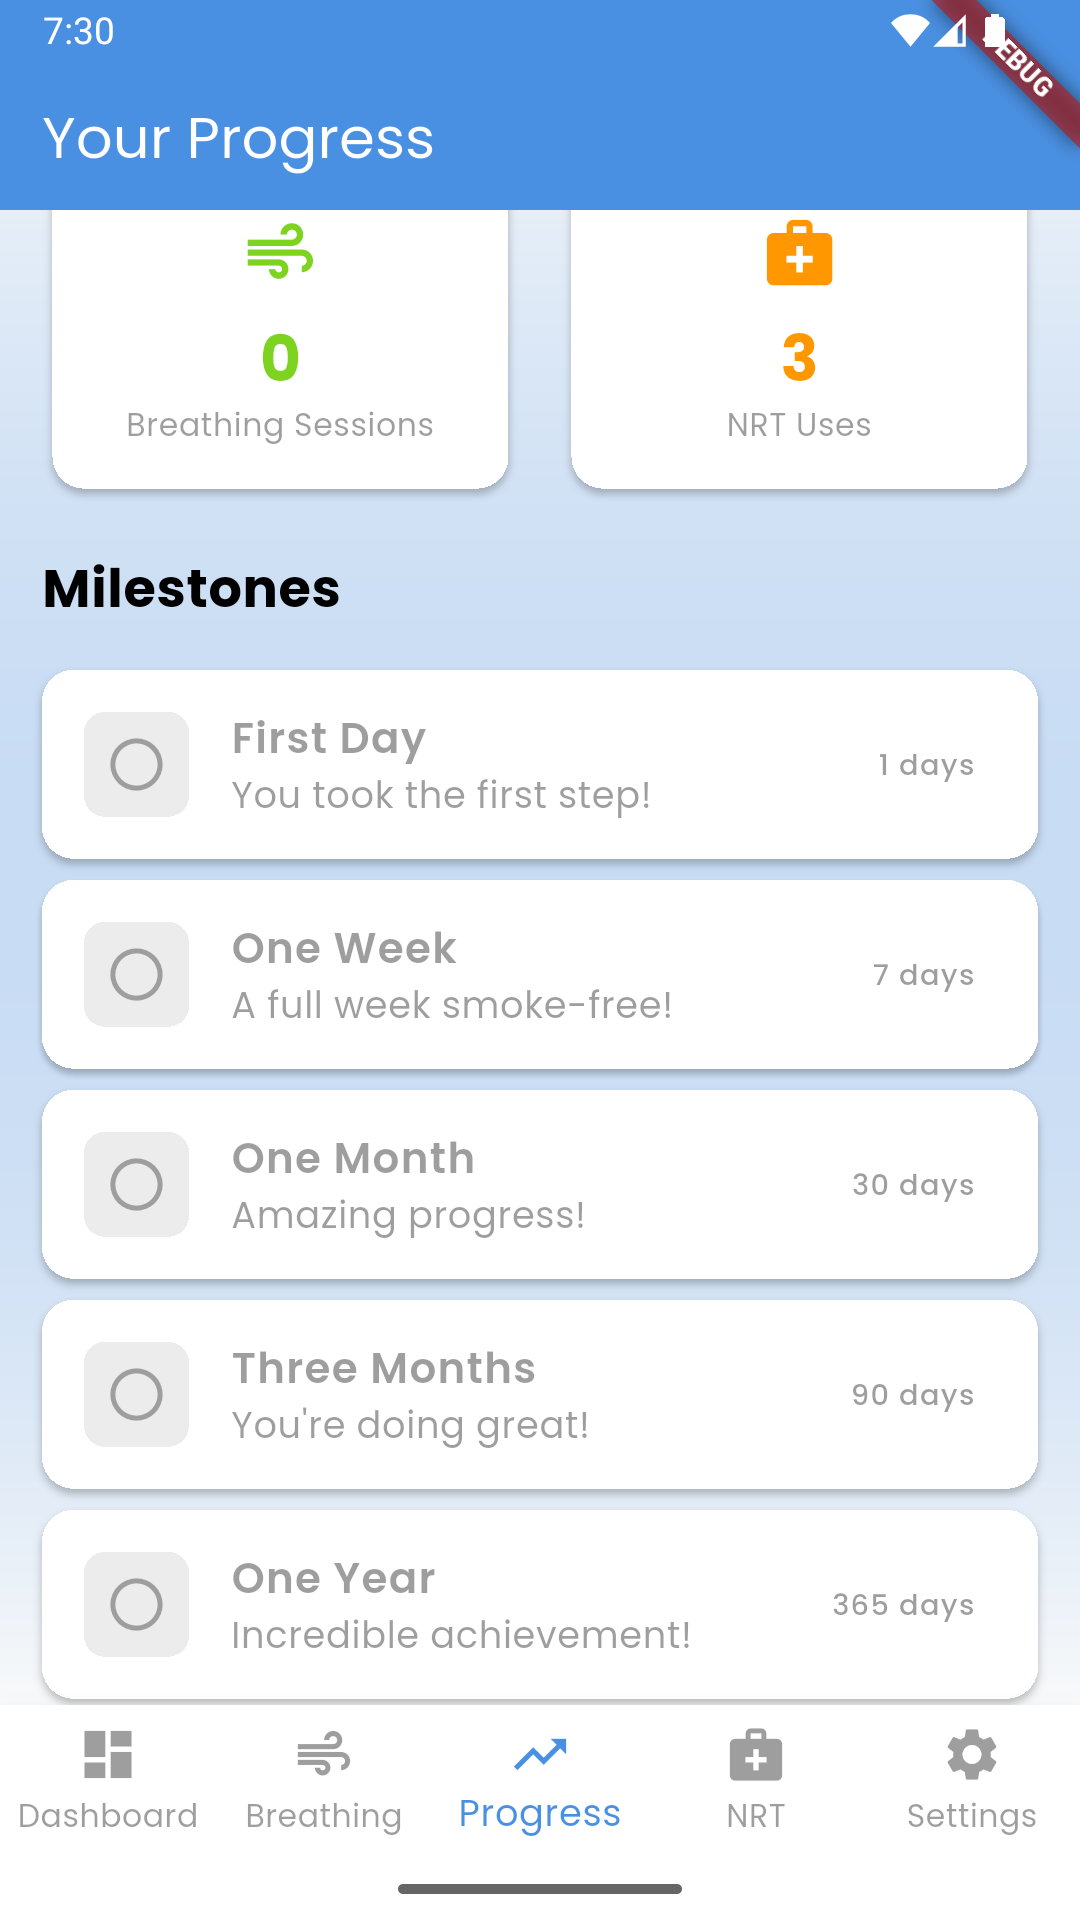 7:30
EBUG
Your Progress
0
3
Breathing Sessions
NRT Uses
Milestones
First Day
You took the first step!
1 days
One Week
A full week smoke-free!
7 days
One Month
Amazing progress!
30 days
Three Months
You're doing great!
90 days
One Year
Incredible achievement!
365 days
Dashboard
Breathing
Progress
NRT
Settings